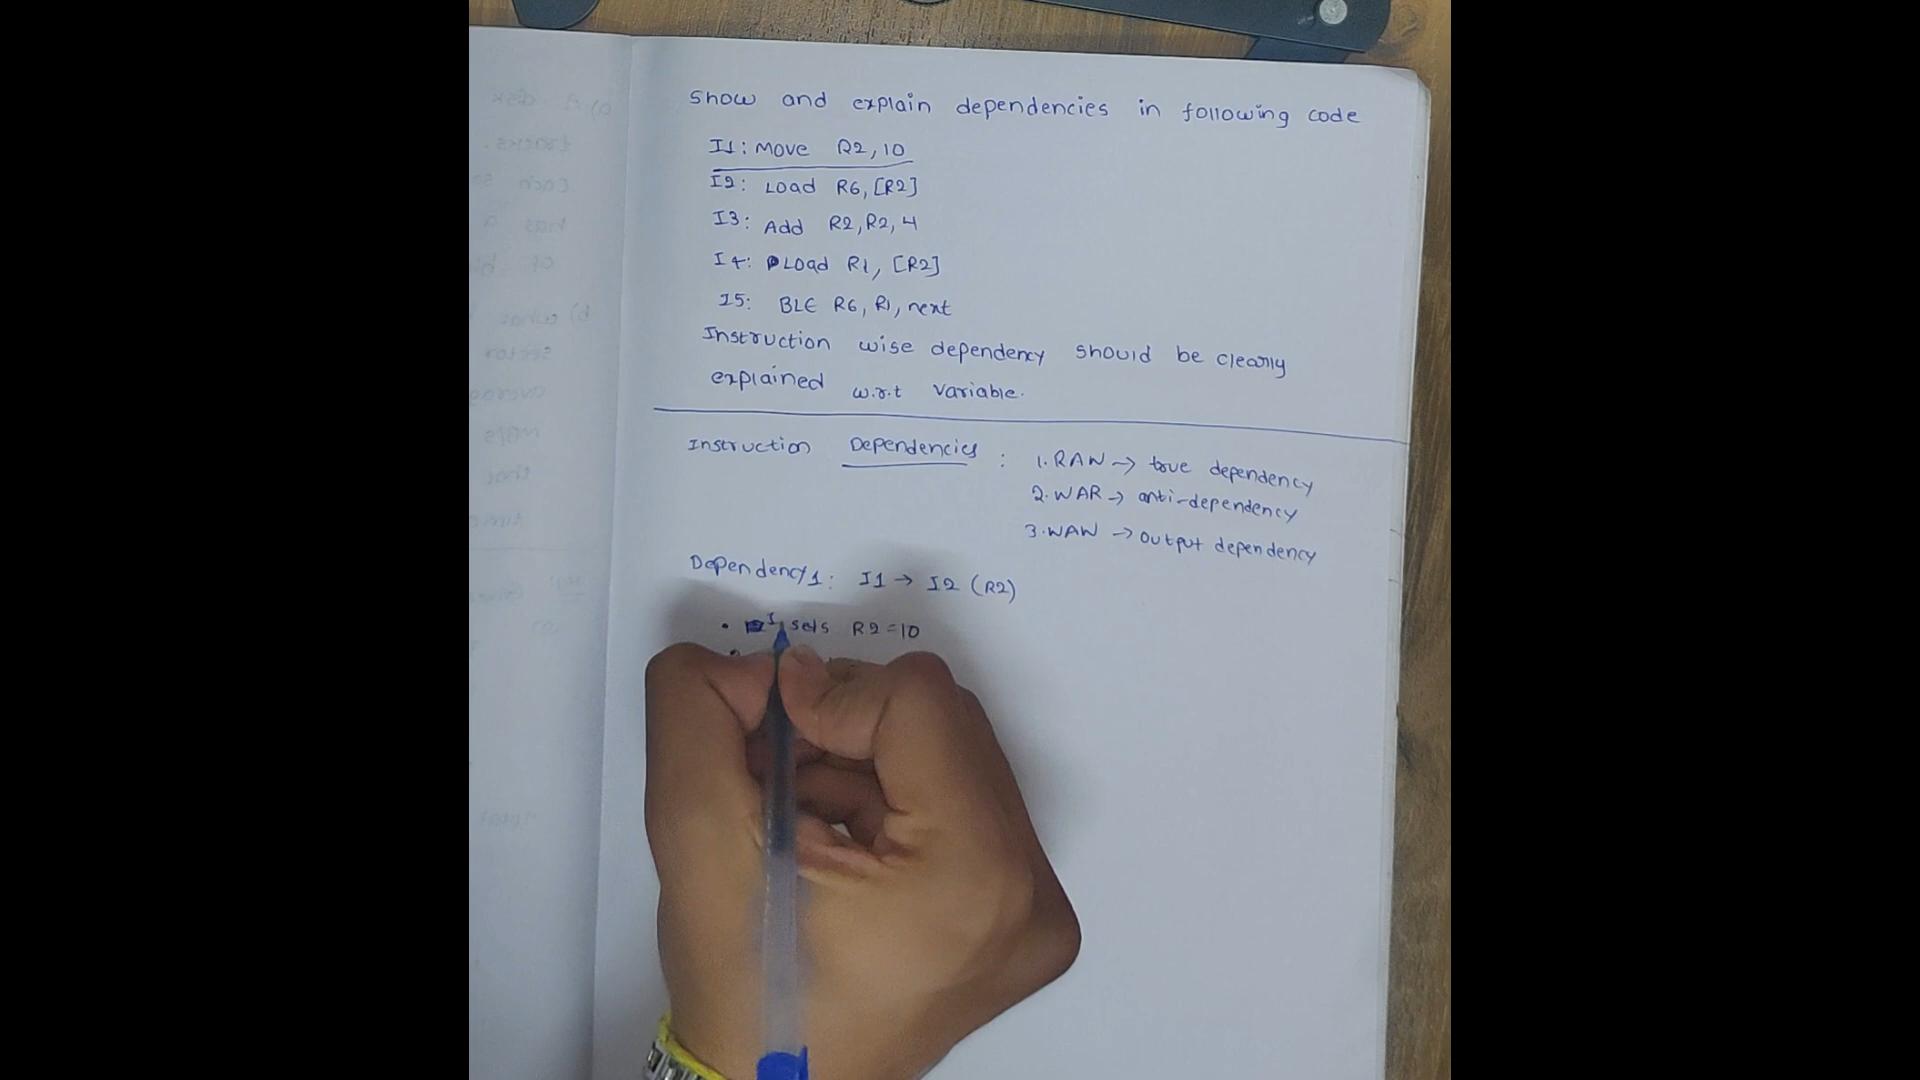 Show and explain dependencies in following code
I1: Move R2,10
I2: Load R6,[R2]
I3: Add R2,R2,4
I4: Load R1, [R2]
I5: BLE R6, R1, next
Instruction wise dependency should be clearly
explained w.r.t variable.
Instruction Dependencies : 1. RAW → true dependency
2. WAR → anti-dependency
3. WAW → output dependency
Dependency1: I1 → I2 (R2)
• I sets R2=10